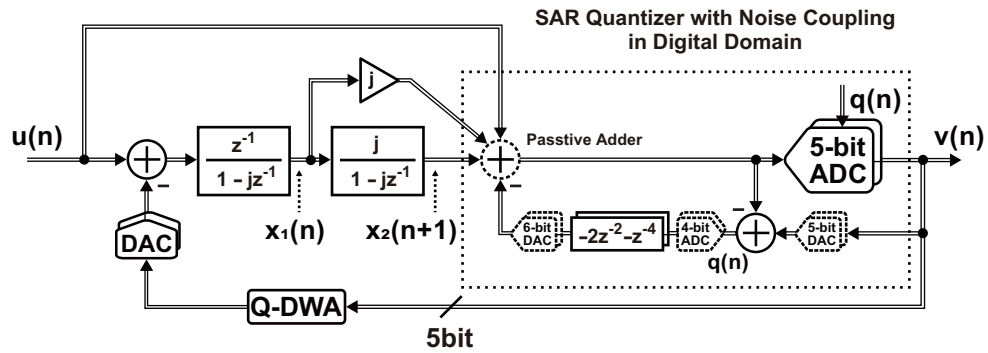 SAR Quantizer with Noise Coupling
in Digital Domain
j
q(n)
u(n)
v(n)
Passtive Adder
z⁻¹
1 - jz⁻¹
j
1 - jz⁻¹
5-bit
ADC
x₁(n)
x₂(n+1)
DAC
6-bit
DAC
-2z⁻²-z⁻⁴
4-bit
ADC
q(n)
5-bit
DAC
Q-DWA
5bit